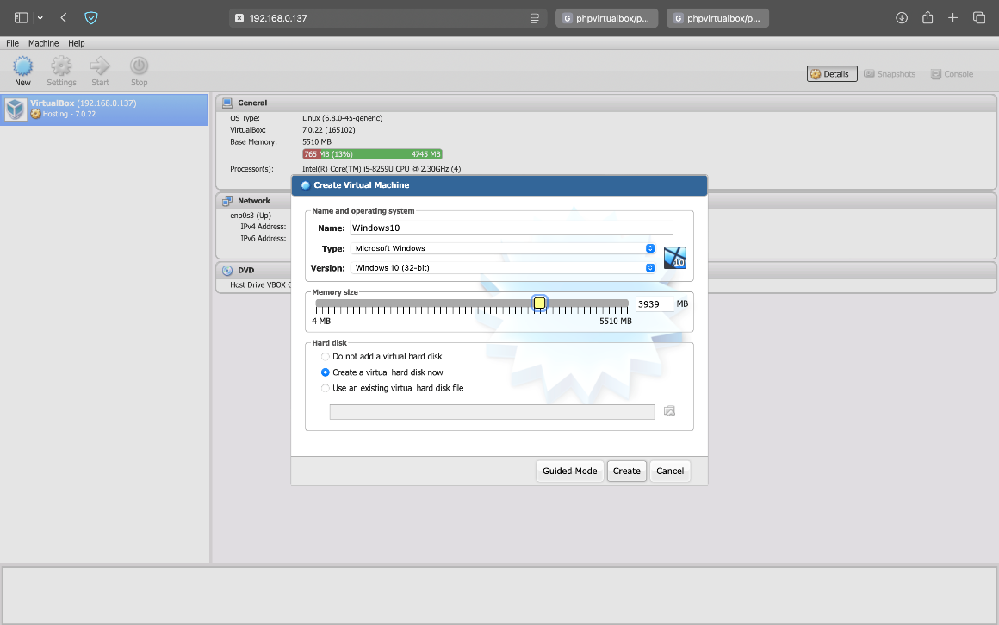 192.168.0.137
G phpvirtualbox/p...
G phpvirtualbox/p...
File Machine Help
New Settings Start Stop
Details Snapshots Console
VirtualBox (192.168.0.137)
Hosting - 7.0.22
General
OS Type: Linux (6.8.0-45-generic)
VirtualBox: 7.0.22 (165102)
Base Memory: 5510 MB
765 MB (13%) 4745 MB
Processor(s): Intel(R) Core(TM) i5-8259U CPU @ 2.30GHz (4)
Network
enp0s3 (Up)
IPv4 Address:
IPv6 Address:
DVD
Host Drive VBOX
Create Virtual Machine
Name and operating system
Name: Windows10
Type: Microsoft Windows
Version: Windows 10 (32-bit)
10
Memory size
3939 MB
4 MB 5510 MB
Hard disk
Do not add a virtual hard disk
Create a virtual hard disk now
Use an existing virtual hard disk file
Guided Mode Create Cancel